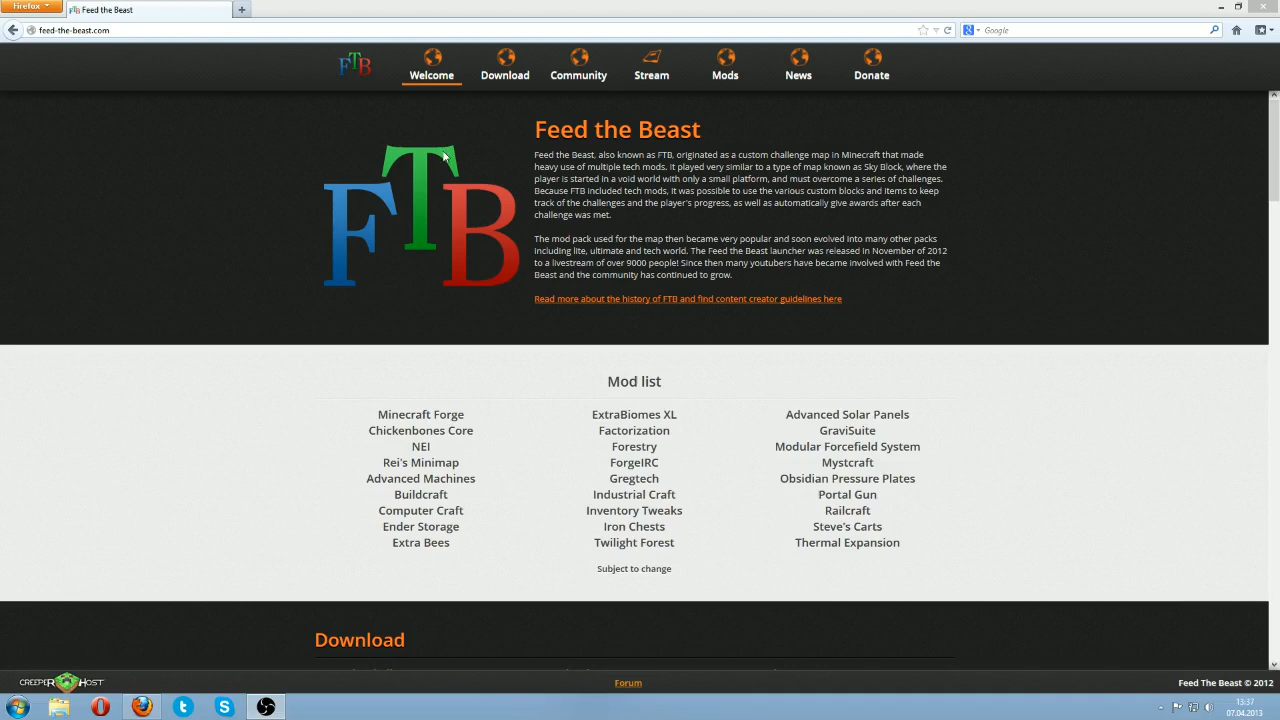 Firefox
Feed the Beast
feed-the-beast.com
Google
FTB
Welcome
Download
Community
Stream
Mods
News
Donate
FTB
Feed the Beast
Feed the Beast, also known as FTB, originated as a custom challenge map in Minecraft that made
heavy use of multiple tech mods. It played very similar to a type of map known as Sky Block, where the
player is started in a void world with only a small platform, and must overcome a series of challenges.
Because FTB included tech mods, it was possible to use the various custom blocks and items to keep
track of the challenges and the player's progress, as well as automatically give awards after each
challenge was met.
The mod pack used for the map then became very popular and soon evolved into many other packs
including lite, ultimate and tech world. The Feed the Beast launcher was released in November of 2012
to a livestream of over 9000 people! Since then many youtubers have became involved with Feed the
Beast and the community has continued to grow.
Read more about the history of FTB and find content creator guidelines here
Mod list
Minecraft Forge
Chickenbones Core
NEI
Rei's Minimap
Advanced Machines
Buildcraft
Computer Craft
Ender Storage
Extra Bees
ExtraBiomes XL
Factorization
Forestry
ForgeIRC
Gregtech
Industrial Craft
Inventory Tweaks
Iron Chests
Twilight Forest
Advanced Solar Panels
GraviSuite
Modular Forcefield System
Mystcraft
Obsidian Pressure Plates
Portal Gun
Railcraft
Steve's Carts
Thermal Expansion
Subject to change
Download
CREEPER HOST
Forum
Feed The Beast © 2012
13:37
07.04.2013